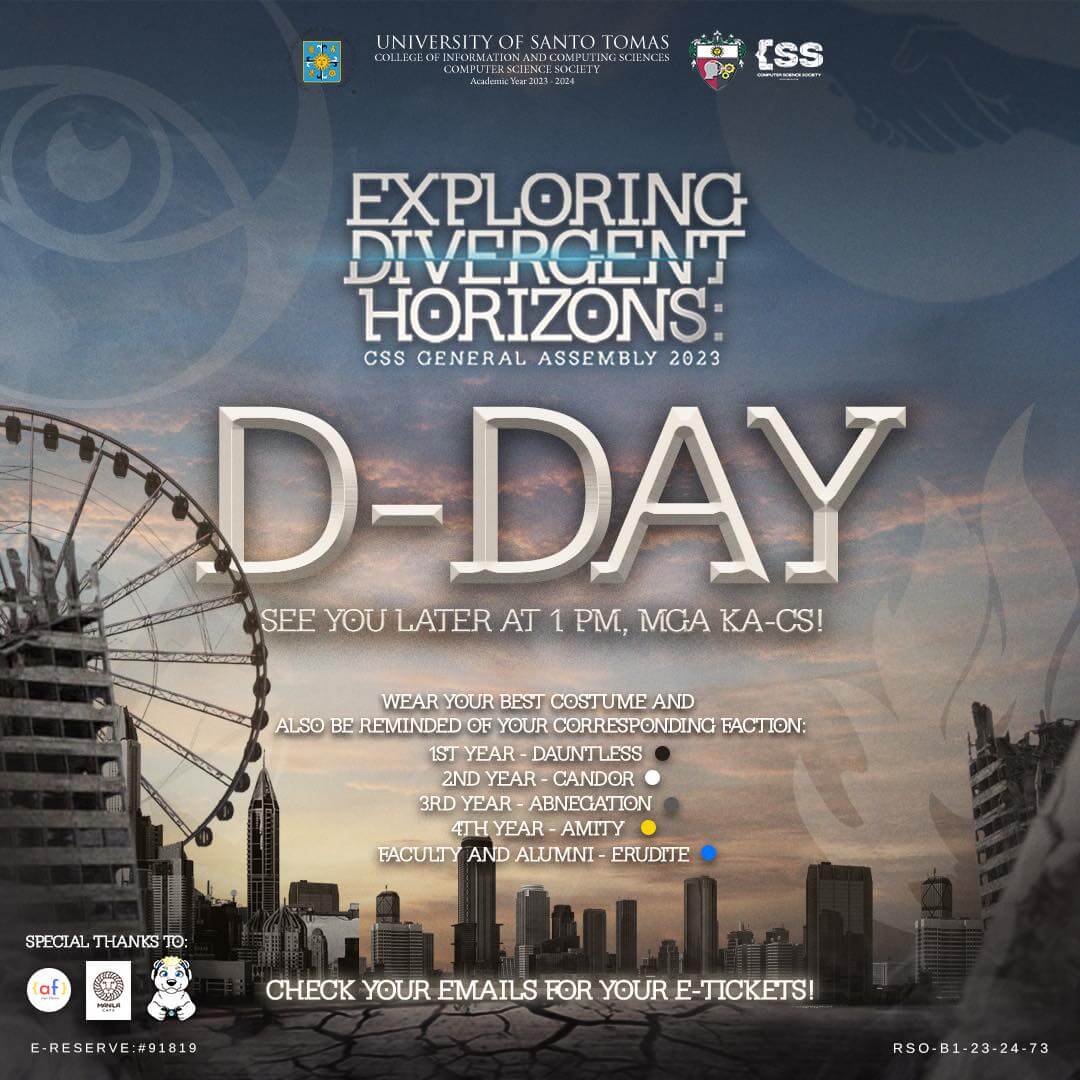 UNIVERSITY OF SANTO TOMAS
COLLEGE OF INFORMATION AND COMPUTING SCIENCES
COMPUTER SCIENCE SOCIETY
Academic Year 2023 - 2024
CSS
COMPUTER SCIENCE SOCIETY
EXPLORING
DIVERGENT
HORIZONS:
CSS GENERAL ASSEMBLY 2023
D-DAY
SEE YOU LATER AT 1 PM, MGA KA-CS!
WEAR YOUR BEST COSTUME AND
ALSO BE REMINDED OF YOUR CORRESPONDING FACTION:
1ST YEAR - DAUNTLESS
2ND YEAR - CANDOR
3RD YEAR - ABNEGATION
4TH YEAR - AMITY
FACULTY AND ALUMNI - ERUDITE
SPECIAL THANKS TO:
{af}
MANILA
CAFE
CHECK YOUR EMAILS FOR YOUR E-TICKETS!
E-RESERVE:#91819
RSO-B1-23-24-73